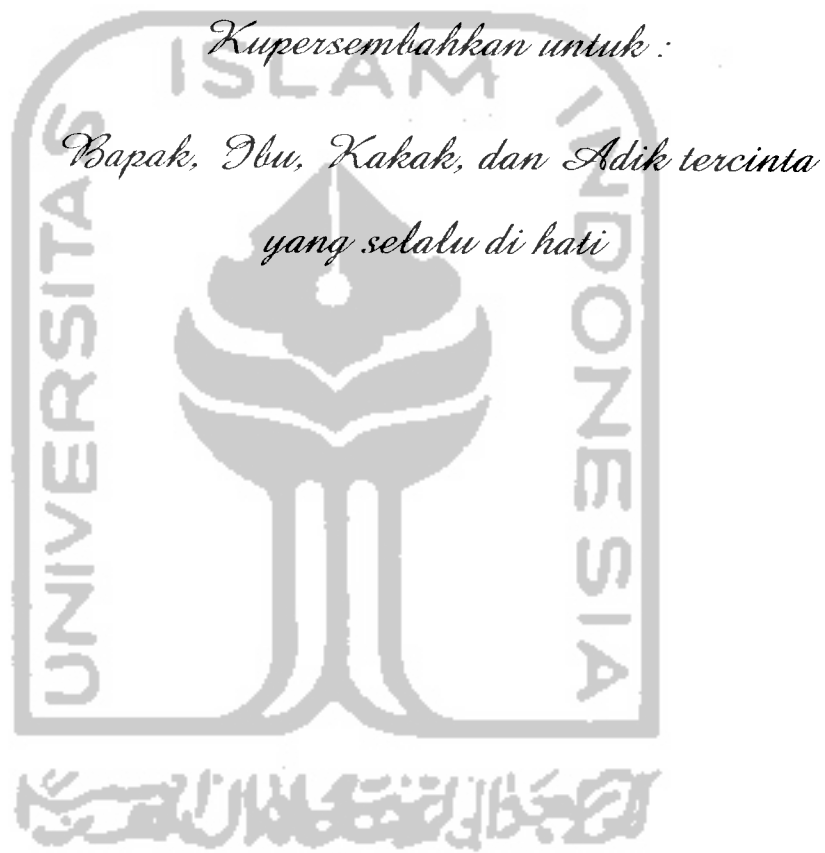 Kupersembahkan untuk :
Bapak, Ibu, Kakak, dan Adik tercinta
yang selalu di hati
UNIVERSITAS ISLAM INDONESIA